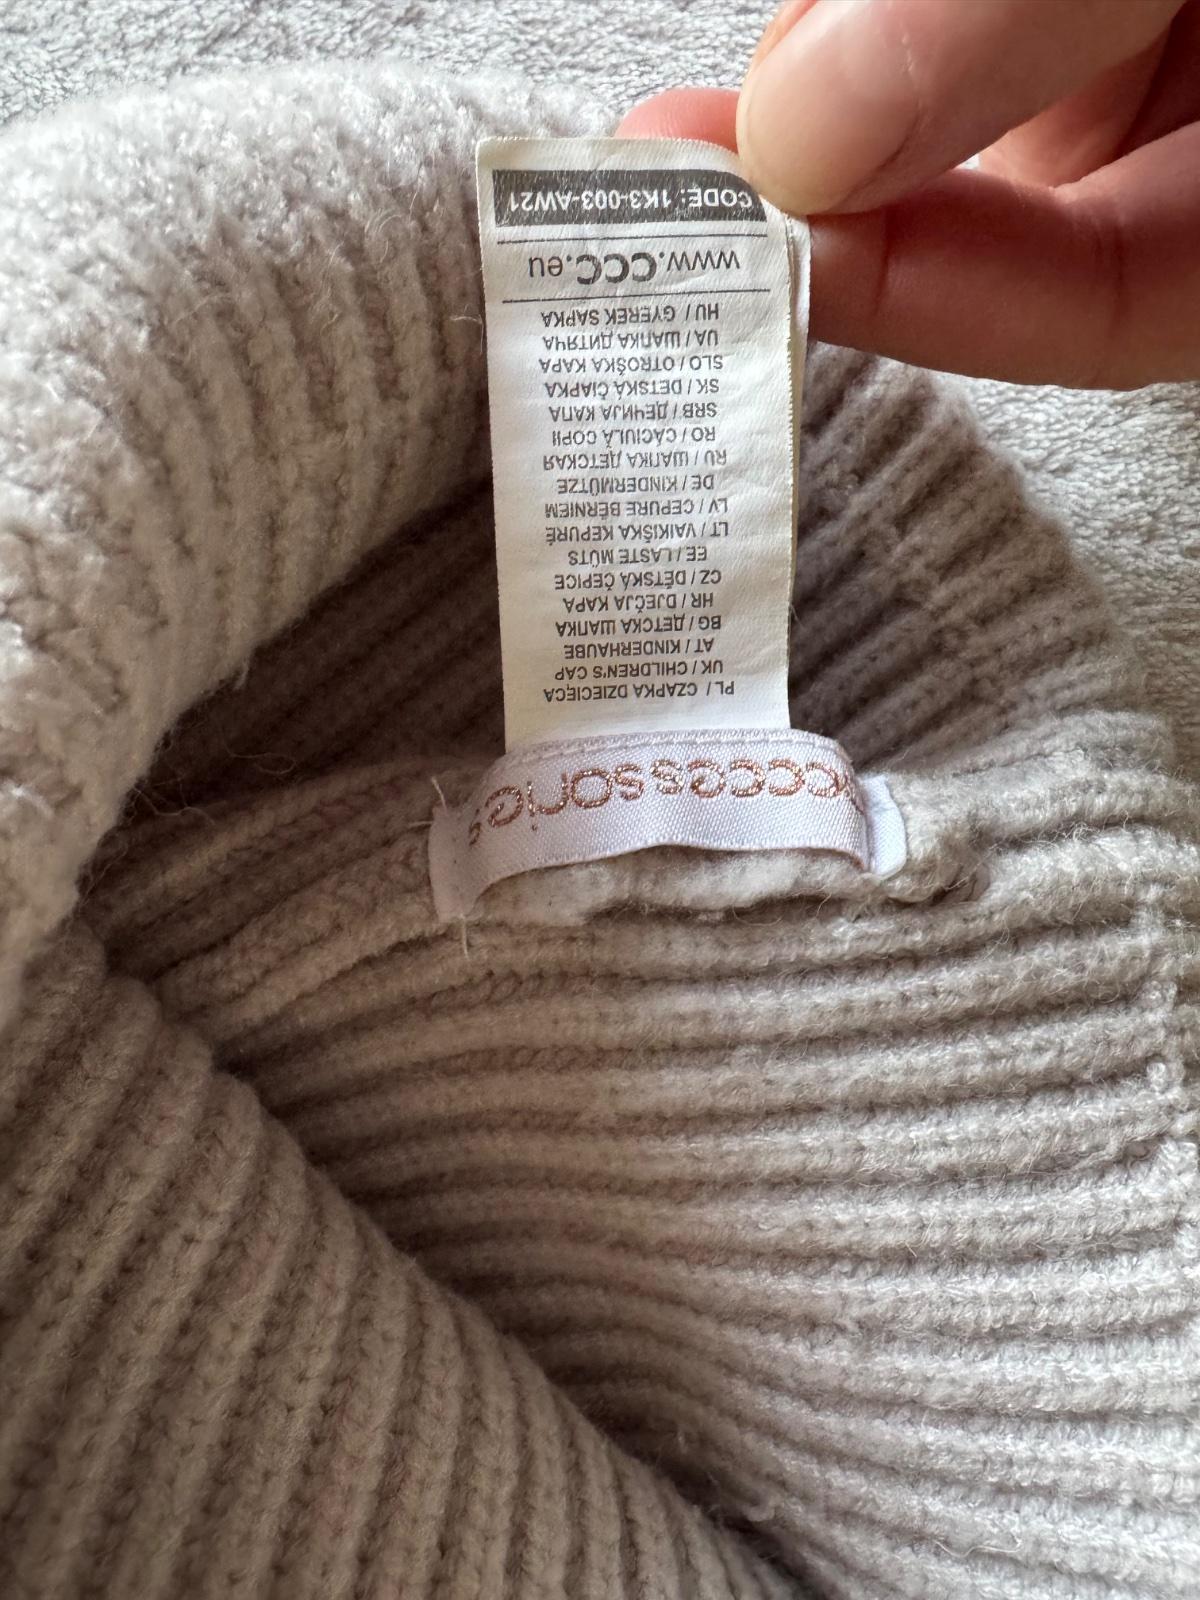 accessories
PL / CZAPKA DZIECIĘCA
UK / CHILDREN'S CAP
AT / KINDERHAUBE
BG / ДЕТСКА ШАПКА
HR / DJEČJA KAPA
CZ / DĚTSKÁ ČEPICE
EE / LASTE MÜTS
LT / VAIKIŠKA KEPURĖ
LV / CEPURE BĒRNIEM
DE / KINDERMÜTZE
RU / ШАПКА ДЕТСКАЯ
RO / CĂCIULĂ COPII
SRB / ДЕЧИЈА КАПА
SK / DETSKÁ ČIAPKA
SLO / OTROŠKA KAPA
UA / ШАПКА ДИТЯЧА
HU / GYEREK SAPKA
www.CCC.eu
CODE: 1K3-003-AW21